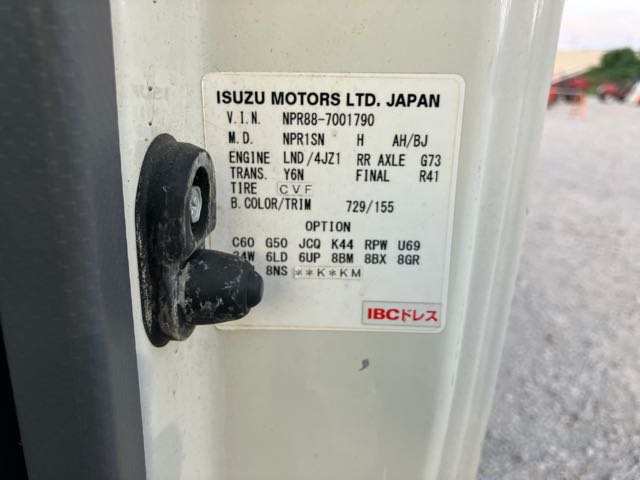 ISUZU MOTORS LTD. JAPAN
V.I.N. NPR88-7001790
M.D. NPR1SN H AH/BJ
ENGINE LND/4JZ1 RR AXLE G73
TRANS. Y6N FINAL R41
TIRE CVF
B.COLOR/TRIM 729/155
OPTION
C60 G50 JCQ K44 RPW U69
6LD 6UP 8BM 8BX 8GR
8NS **K*KM
IBCドレス